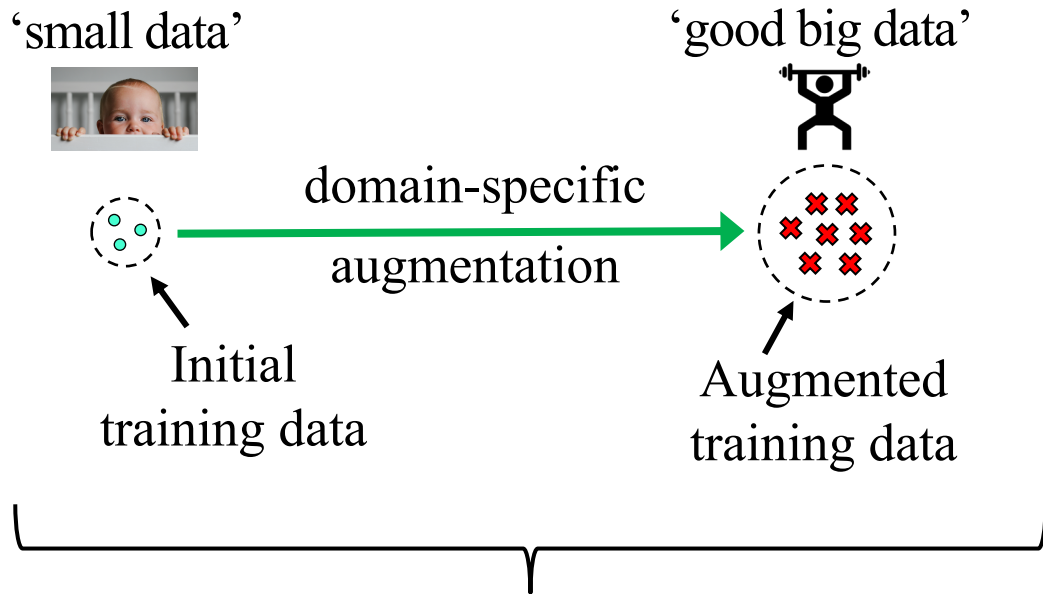 ‘small data’
‘good big data’
domain-specific
augmentation
Initial
training data
Augmented
training data